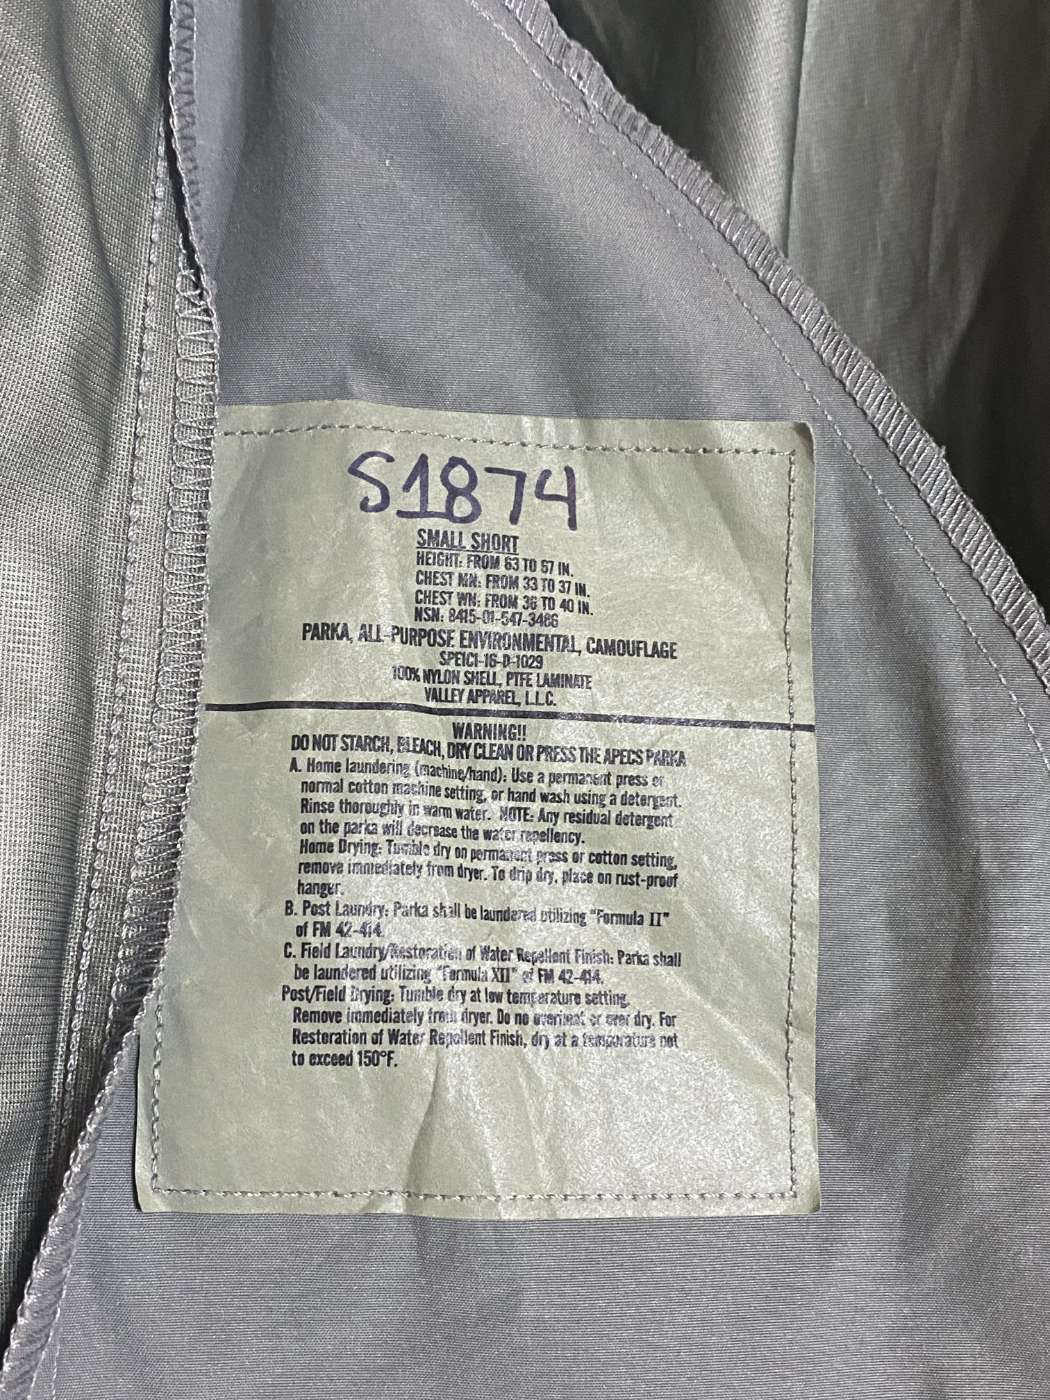 S1874
SMALL SHORT
HEIGHT: FROM 63 TO 67 IN.
CHEST MN: FROM 33 TO 37 IN.
CHEST WN: FROM 36 TO 40 IN.
NSN: 8415-01-547-3486
PARKA, ALL-PURPOSE ENVIRONMENTAL, CAMOUFLAGE
SPE1C1-16-D-1029
100% NYLON SHELL, PTFE LAMINATE
VALLEY APPAREL, L.L.C.
WARNING!!
DO NOT STARCH, BLEACH, DRY CLEAN OR PRESS THE APECS PARKA
A. Home laundering (machine/hand): Use a permanent press or
normal cotton machine setting, or hand wash using a detergent.
Rinse thoroughly in warm water. NOTE: Any residual detergent
on the parka will decrease the water repellency.
Home Drying: Tumble dry on permanent press or cotton setting,
remove immediately from dryer. To drip dry, place on rust-proof
hanger.
B. Post Laundry: Parka shall be laundered utilizing "Formula II"
of FM 42-414.
C. Field Laundry/Restoration of Water Repellent Finish: Parka shall
be laundered utilizing "Formula XII" of FM 42-414.
Post/Field Drying: Tumble dry at low temperature setting.
Remove immediately from dryer. Do no overheat or over dry. For
Restoration of Water Repellent Finish, dry at a temperature not
to exceed 150°F.